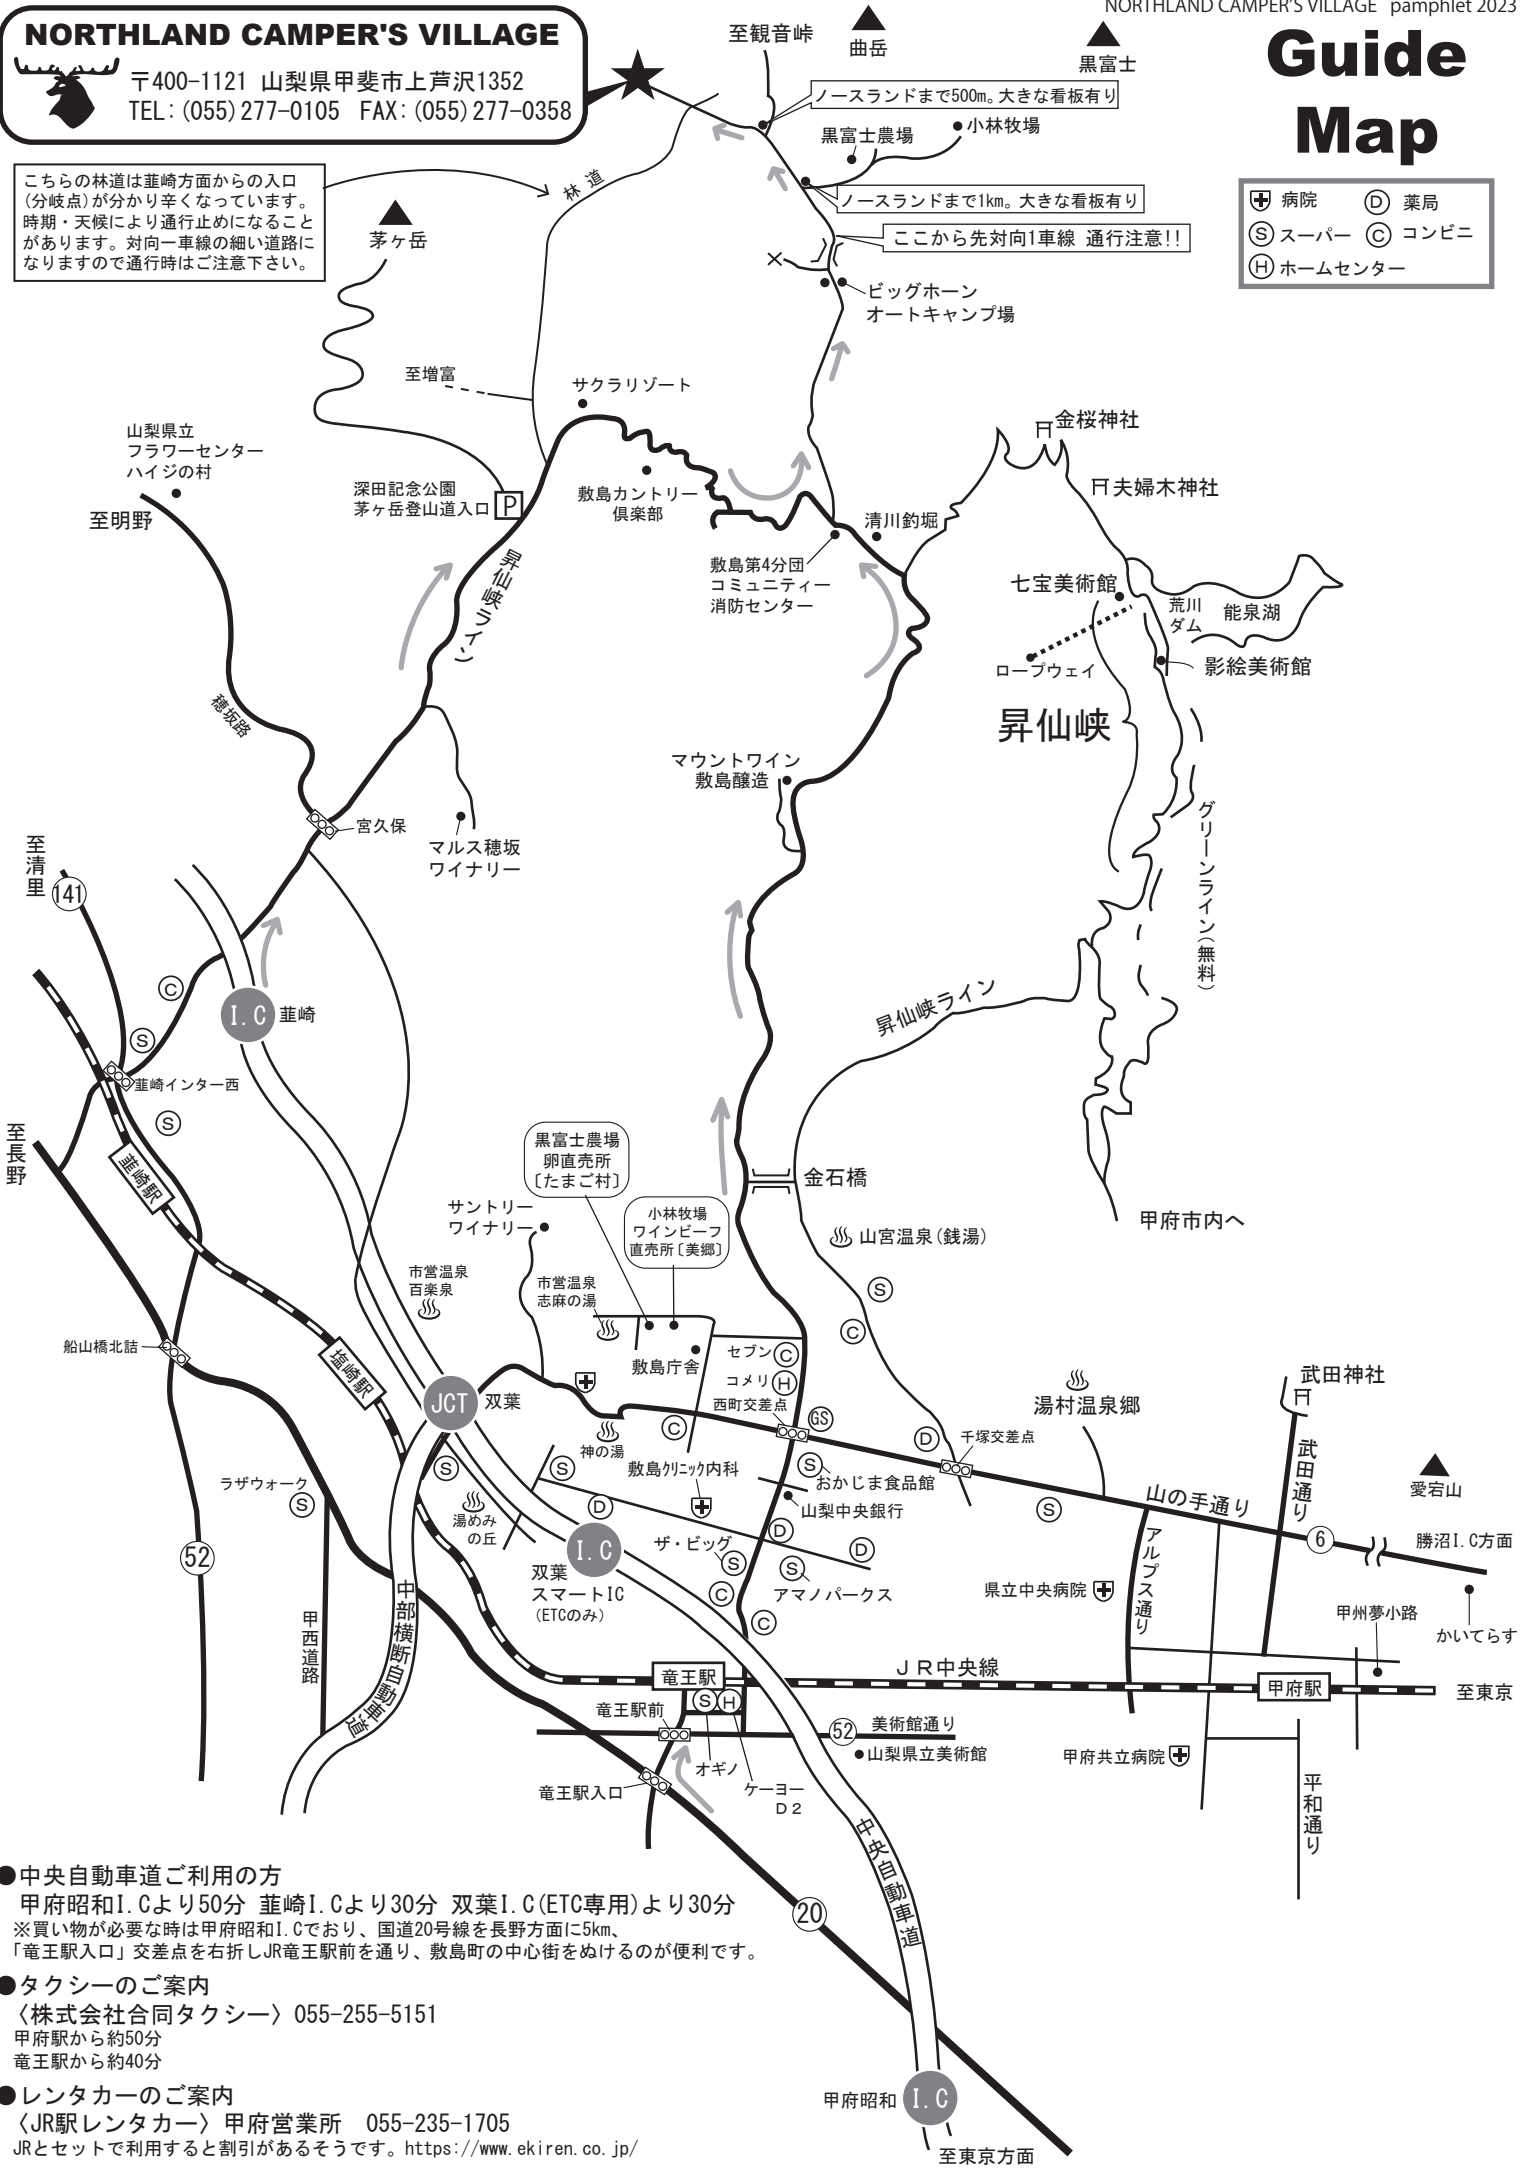 NORTHLAND CAMPER'S VILLAGE pamphlet 2023
Guide
Map
NORTHLAND CAMPER'S VILLAGE
〒400-1121 山梨県甲斐市上芦沢1352
TEL:(055)277-0105 FAX:(055)277-0358
こちらの林道は韮崎方面からの入口
(分岐点)が分かり辛くなっています。
時期・天候により通行止めになること
があります。対向一車線の細い道路に
なりますので通行時はご注意下さい。
病院
D 薬局
S スーパー
C コンビニ
H ホームセンター
至観音峠
曲岳
黒富士
ノースランドまで500m。大きな看板有り
黒富士農場
小林牧場
ノースランドまで1km。大きな看板有り
ここから先対向1車線 通行注意!!
林道
茅ヶ岳
ビッグホーン
オートキャンプ場
至増富
サクラリゾート
山梨県立
フラワーセンター
ハイジの村
至明野
深田記念公園
茅ヶ岳登山道入口
P
敷島カントリー
倶楽部
金桜神社
夫婦木神社
清川釣堀
敷島第4分団
コミュニティー
消防センター
昇仙峡ライン
七宝美術館
荒川
ダム
能泉湖
ロープウェイ
影絵美術館
昇仙峡
穂坂路
マウントワイン
敷島醸造
宮久保
マルス穂坂
ワイナリー
グリーンライン(無料)
至清里
141
C
I.C 韮崎
S
韮崎インター西
S
昇仙峡ライン
至長野
韮崎駅
黒富士農場
卵直売所
〔たまご村〕
小林牧場
ワインビーフ
直売所〔美郷〕
サントリー
ワイナリー
金石橋
甲府市内へ
山宮温泉(銭湯)
市営温泉
百楽泉
市営温泉
志麻の湯
S
C
船山橋北詰
塩崎駅
敷島庁舎
セブン C
コメリ H
西町交差点
GS
JCT 双葉
湯村温泉郷
武田神社
神の湯
C
D
千塚交差点
武田通り
愛宕山
S
S
敷島クリニック内科
S
おかじま食品館
山梨中央銀行
ラザウォーク
S
湯めみ
の丘
D
S
山の手通り
アルプス通り
6
勝沼I.C方面
52
I.C
双葉
スマートIC
(ETCのみ)
ザ・ビッグ
S
D
D
S
アマノパークス
C
C
県立中央病院
甲州夢小路
かいてらす
甲西道路
中部横断自動車道
竜王駅
JR中央線
甲府駅
至東京
S
H
竜王駅前
52
美術館通り
山梨県立美術館
オギノ
ケーヨー
D2
竜王駅入口
甲府共立病院
平和通り
中央自動車道
20
●中央自動車道ご利用の方
甲府昭和I.Cより50分 韮崎I.Cより30分 双葉I.C(ETC専用)より30分
※買い物が必要な時は甲府昭和I.Cでおり、国道20号線を長野方面に5km、
「竜王駅入口」交差点を右折しJR竜王駅前を通り、敷島町の中心街をぬけるのが便利です。
●タクシーのご案内
〈株式会社合同タクシー〉055-255-5151
甲府駅から約50分
竜王駅から約40分
●レンタカーのご案内
〈JR駅レンタカー〉甲府営業所 055-235-1705
JRとセットで利用すると割引があるそうです。https://www.ekiren.co.jp/
甲府昭和 I.C
至東京方面